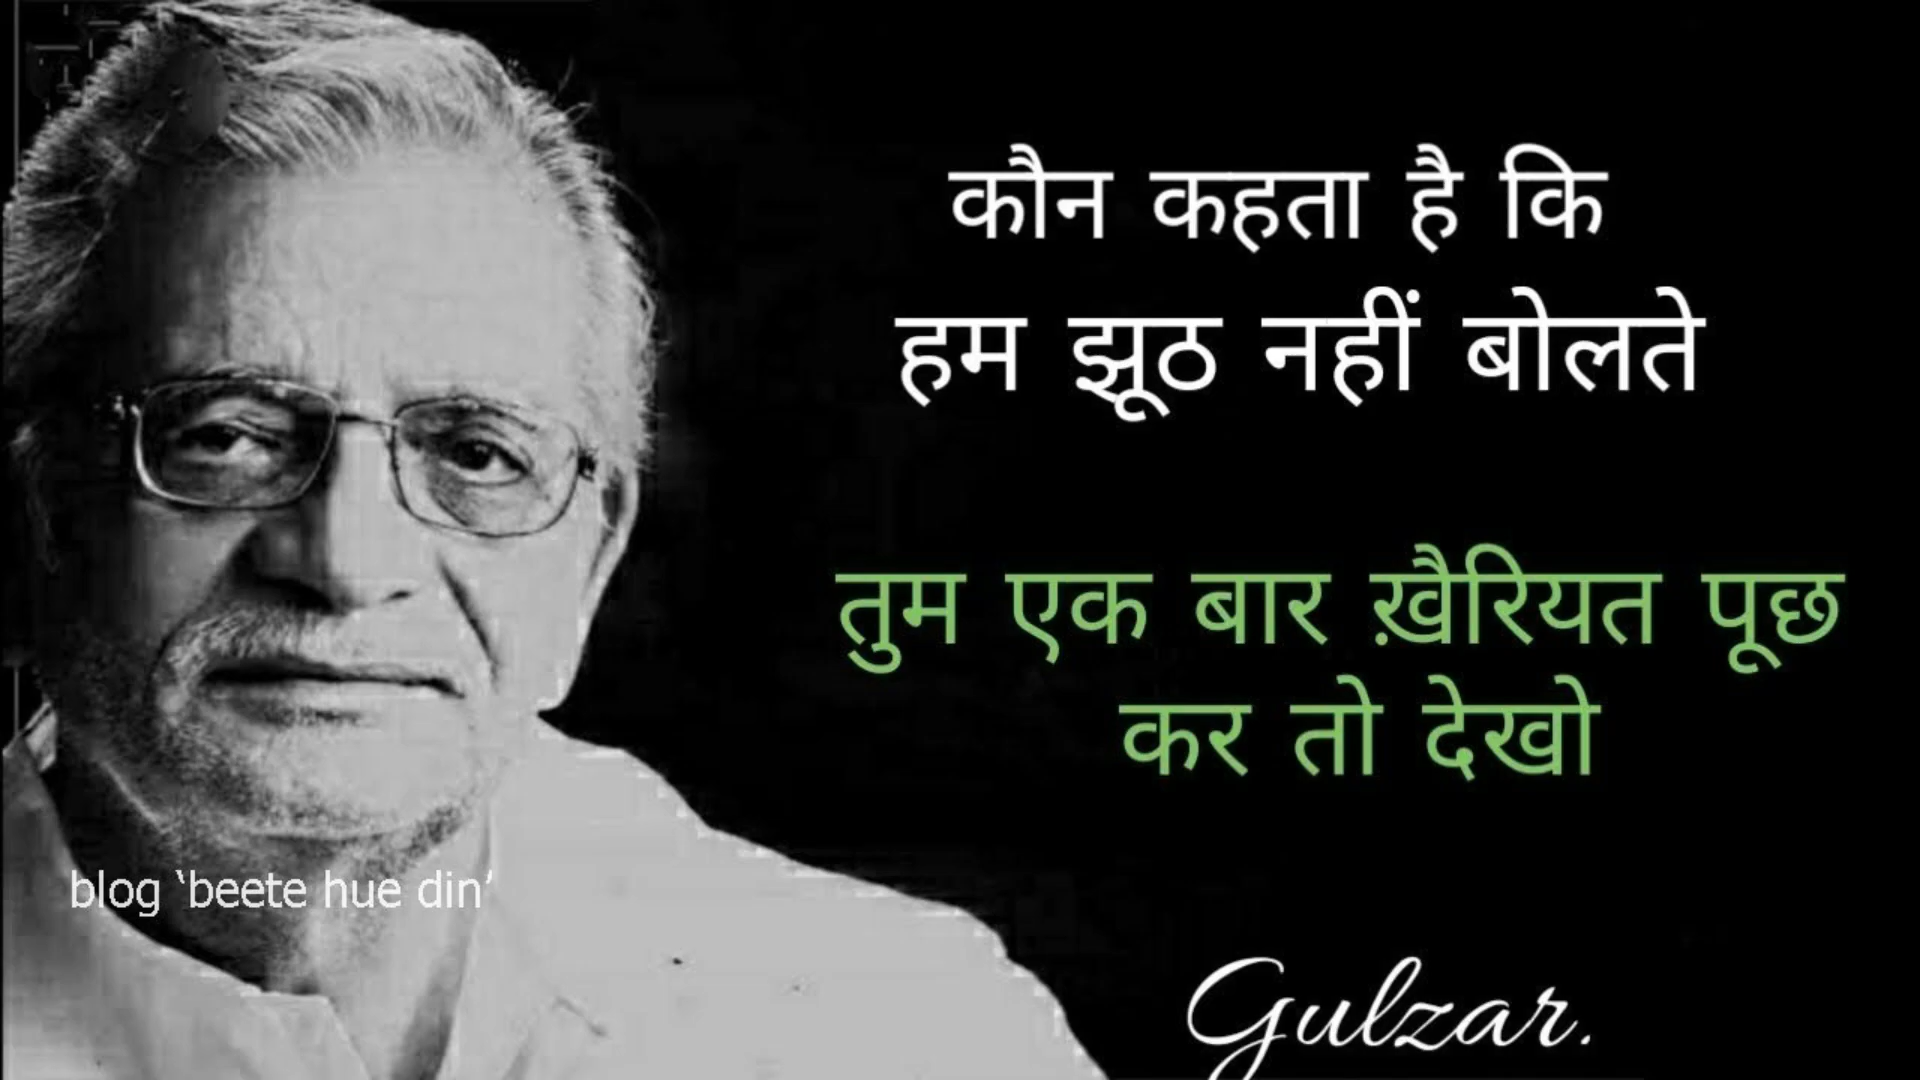 कौन कहता है कि
हम झूठ नहीं बोलते
तुम एक बार ख़ैरियत पूछ
कर तो देखो
blog ‘beete hue din’
Gulzar.